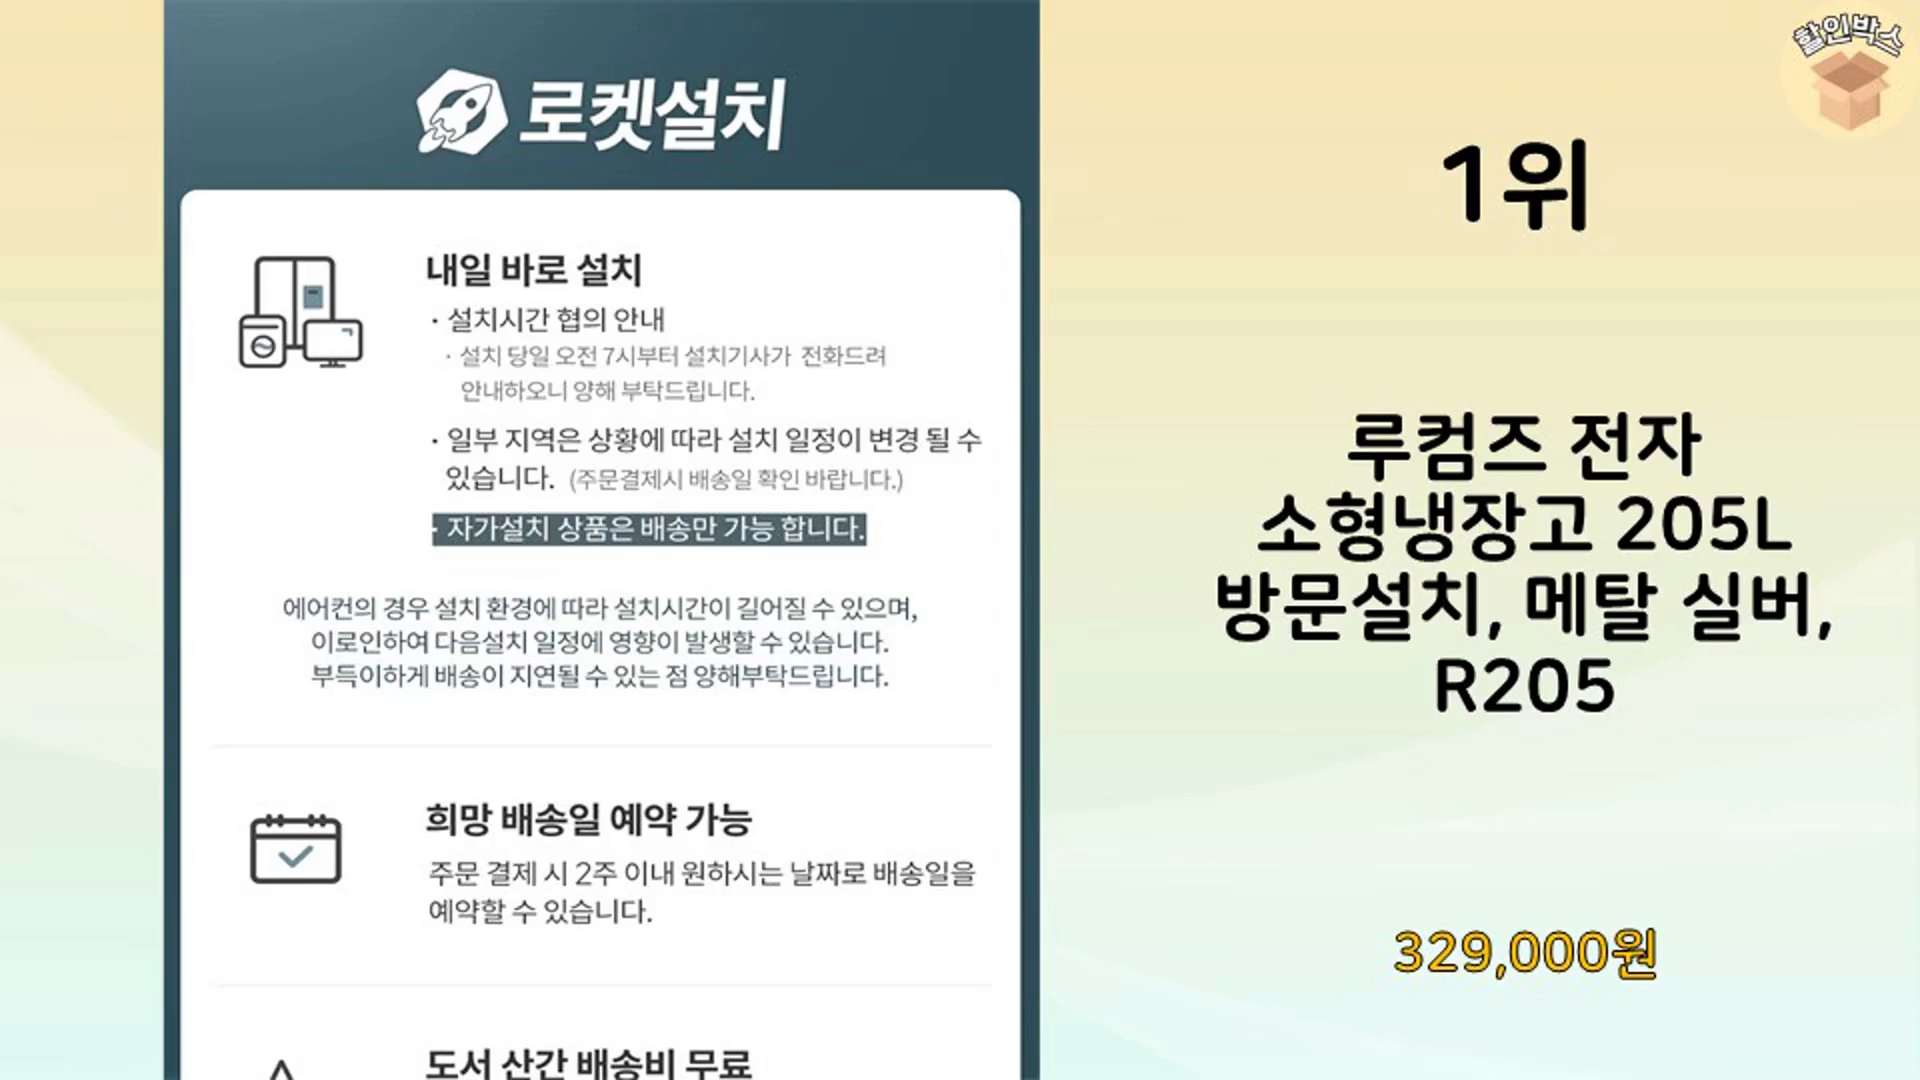 로켓설치
내일 바로 설치
· 설치시간 협의 안내
· 설치 당일 오전 7시부터 설치기사가 전화드려
안내하오니 양해 부탁드립니다.
· 일부 지역은 상황에 따라 설치 일정이 변경 될 수
있습니다. (주문결제시 배송일 확인 바랍니다.)
· 자가설치 상품은 배송만 가능 합니다.
에어컨의 경우 설치 환경에 따라 설치시간이 길어질 수 있으며,
이로인하여 다음설치 일정에 영향이 발생할 수 있습니다.
부득이하게 배송이 지연될 수 있는 점 양해부탁드립니다.
희망 배송일 예약 가능
주문 결제 시 2주 이내 원하시는 날짜로 배송일을
예약할 수 있습니다.
도서 산간 배송비 무료
할인박스
1위
루컴즈 전자
소형냉장고 205L
방문설치, 메탈 실버,
R205
329,000원